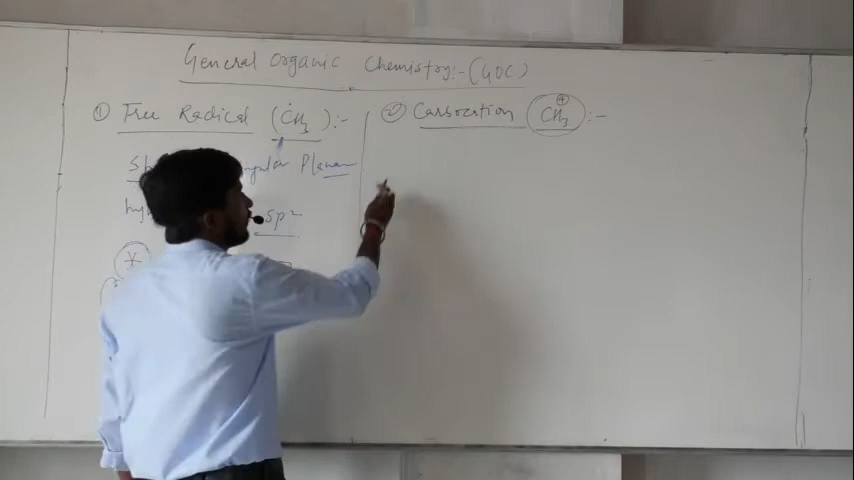 General Organic Chemistry:-(GOC)
① Free Radical (ĊH₃):-
Planar
sp²
② Carbocation CH₃⊕ :-